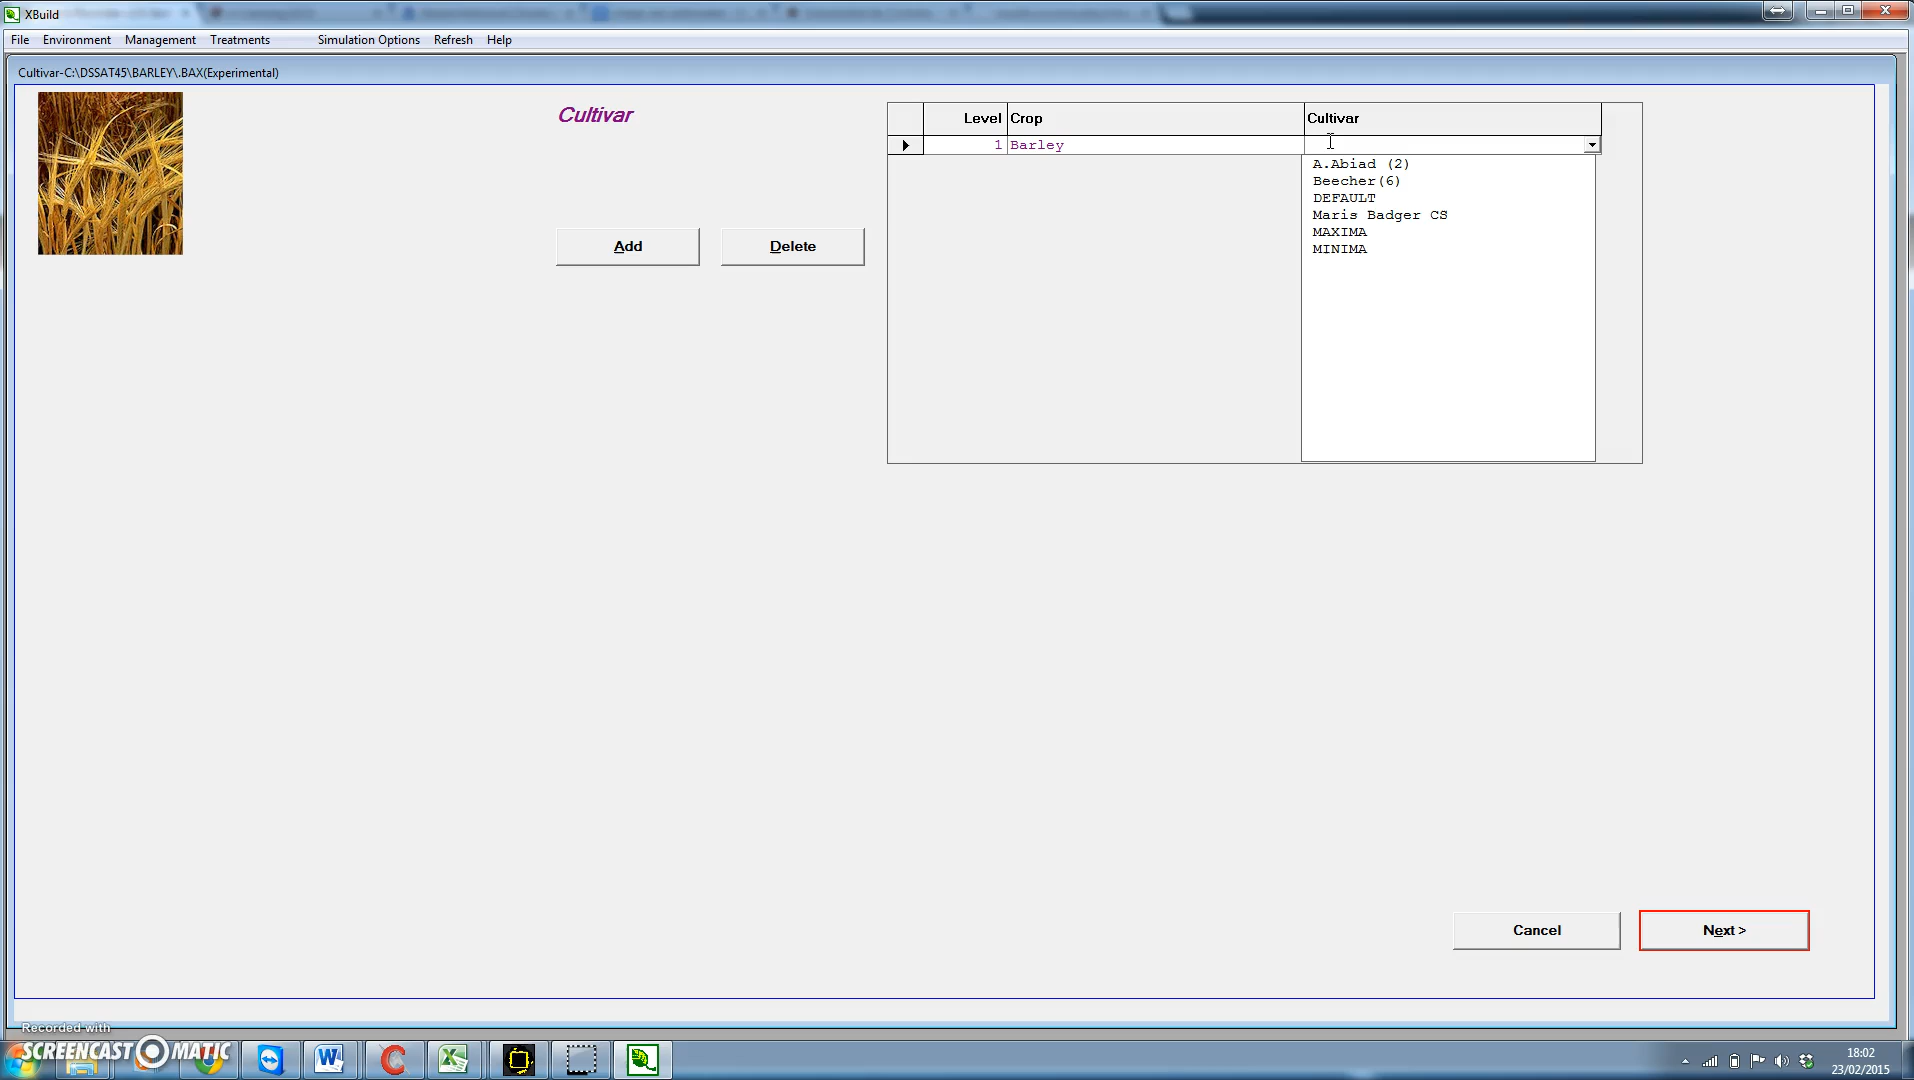 XBuild
File Environment Management Treatments Simulation Options Refresh Help
Cultivar-C:\DSSAT45\BARLEY\.BAX(Experimental)
Cultivar
Level Crop Cultivar
1 Barley
A.Abiad (2)
Beecher(6)
DEFAULT
Maris Badger CS
MAXIMA
MINIMA
Add Delete
Cancel Next >
Recorded with
SCREENCAST MATIC
18:02
23/02/2015